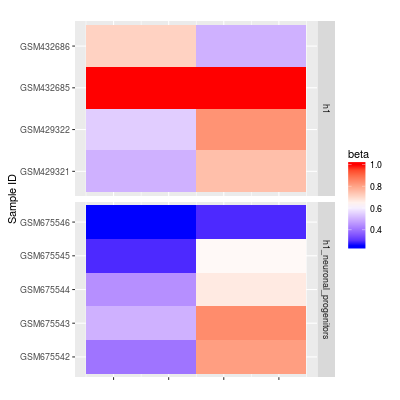 GSM432686
GSM432685
GSM429322
GSM429321
h1
GSM675546
GSM675545
GSM675544
GSM675543
GSM675542
h1_neuronal_progenitors
Sample ID
beta
1.0
0.8
0.6
0.4